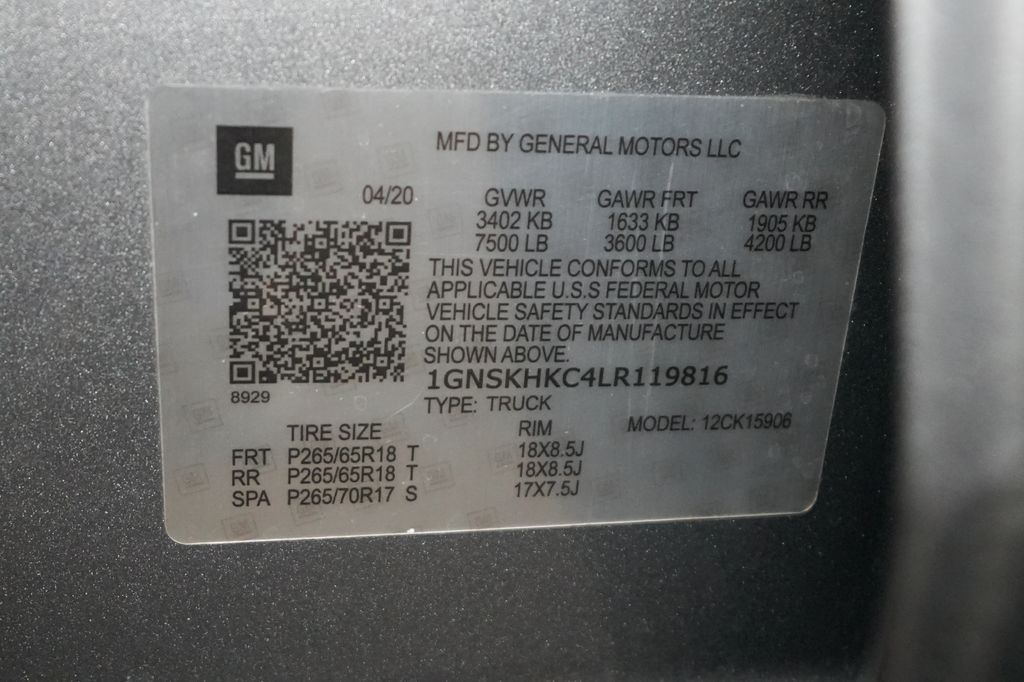 GM
MFD BY GENERAL MOTORS LLC
04/20
GVWR GAWR FRT GAWR RR
3402 KB 1633 KB 1905 KB
7500 LB 3600 LB 4200 LB
THIS VEHICLE CONFORMS TO ALL
APPLICABLE U.S.S FEDERAL MOTOR
VEHICLE SAFETY STANDARDS IN EFFECT
ON THE DATE OF MANUFACTURE
SHOWN ABOVE.
1GNSKHKC4LR119816
8929
TYPE: TRUCK
MODEL: 12CK15906
TIRE SIZE RIM
FRT P265/65R18 T 18X8.5J
RR P265/65R18 T 18X8.5J
SPA P265/70R17 S 17X7.5J